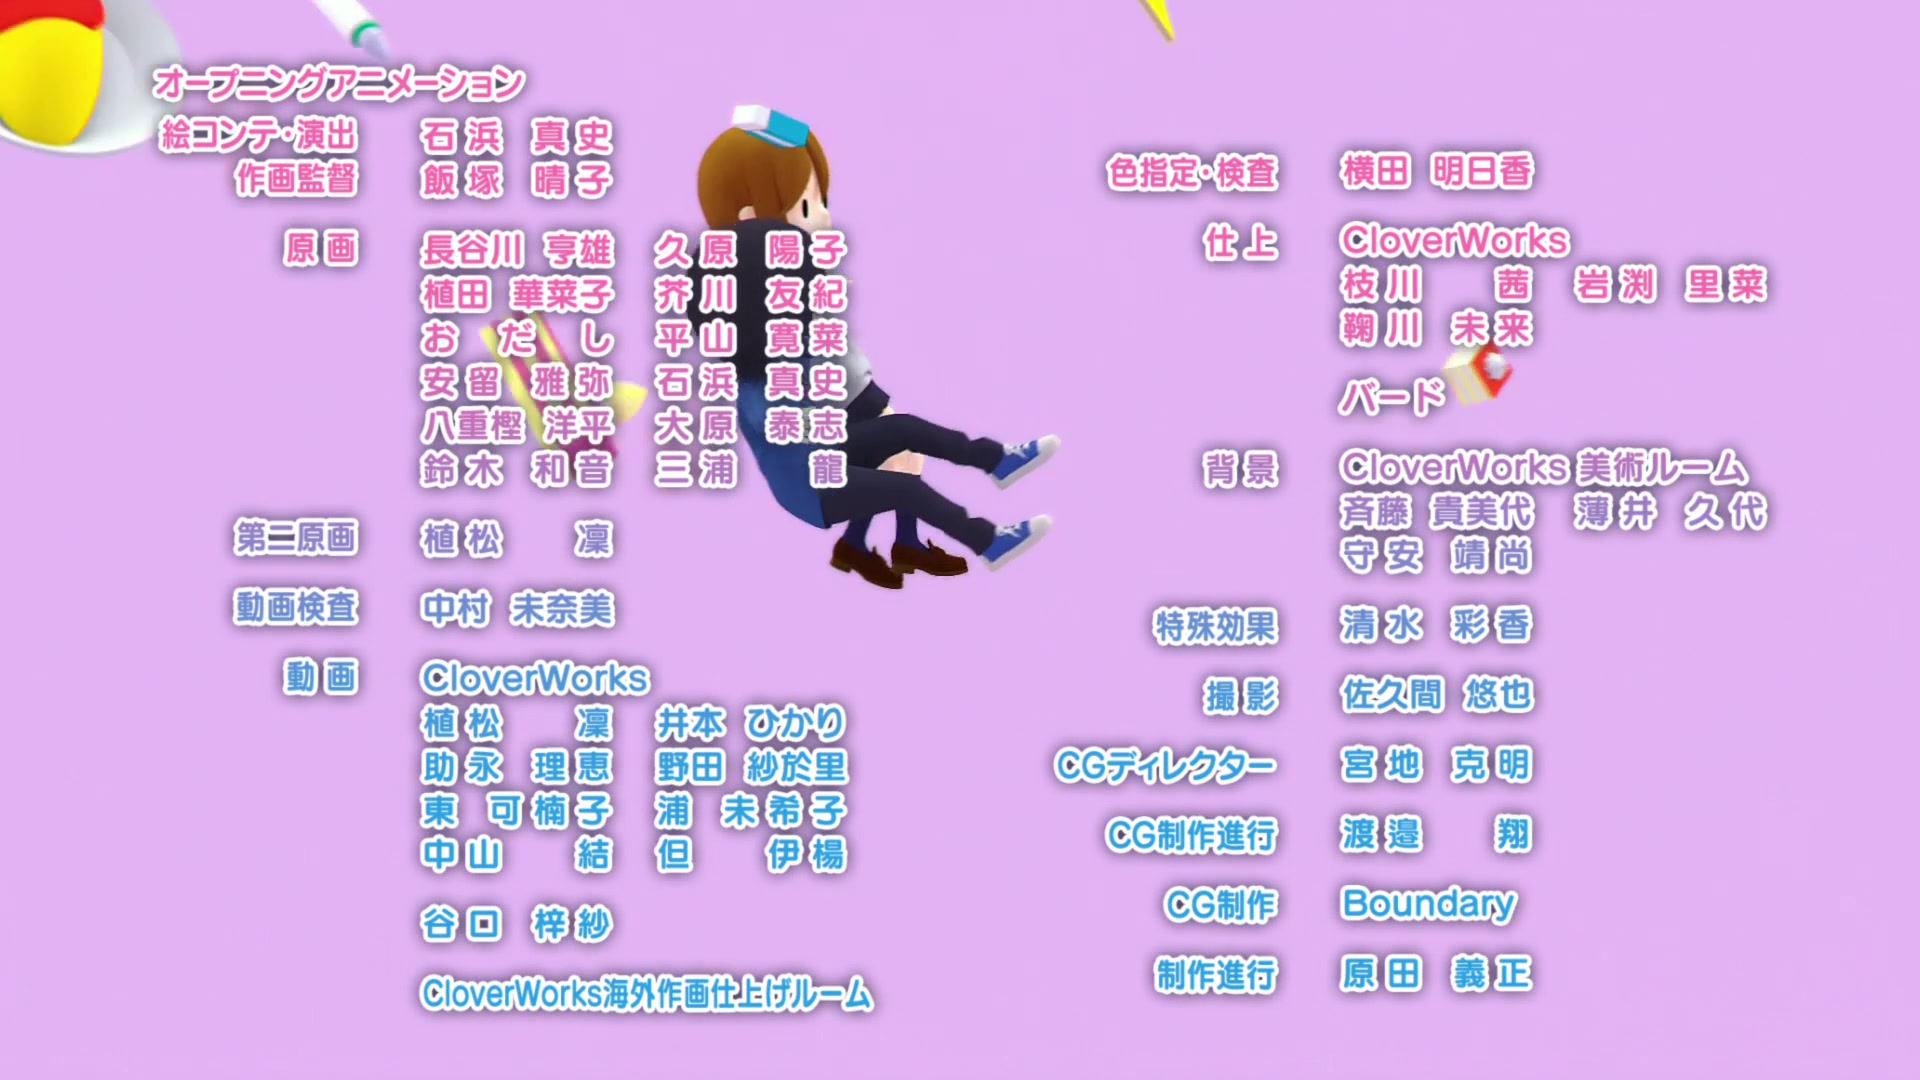 オープニングアニメーション
絵コンテ・演出 石浜 真史
作画監督 飯塚 晴子
原画 長谷川 亨雄 久原 陽子
植田 華菜子 芥川 友紀
おだし 平山 寛菜
安留 雅弥 石浜 真史
八重樫 洋平 大原 泰志
鈴木 和音 三浦 龍
第二原画 植松 凜
動画検査 中村 未奈美
動画 CloverWorks
植松 凜 井本 ひかり
助永 理恵 野田 紗於里
東 可楠子 浦 未希子
中山 結 但 伊楊
谷口 梓紗
CloverWorks海外作画仕上げルーム
色指定・検査 横田 明日香
仕上 CloverWorks
枝川 茜 岩渕 里菜
鞠川 未来
バード
背景 CloverWorks 美術ルーム
斉藤 貴美代 薄井 久代
守安 靖尚
特殊効果 清水 彩香
撮影 佐久間 悠也
CGディレクター 宮地 克明
CG制作進行 渡邉 翔
CG制作 Boundary
制作進行 原田 義正